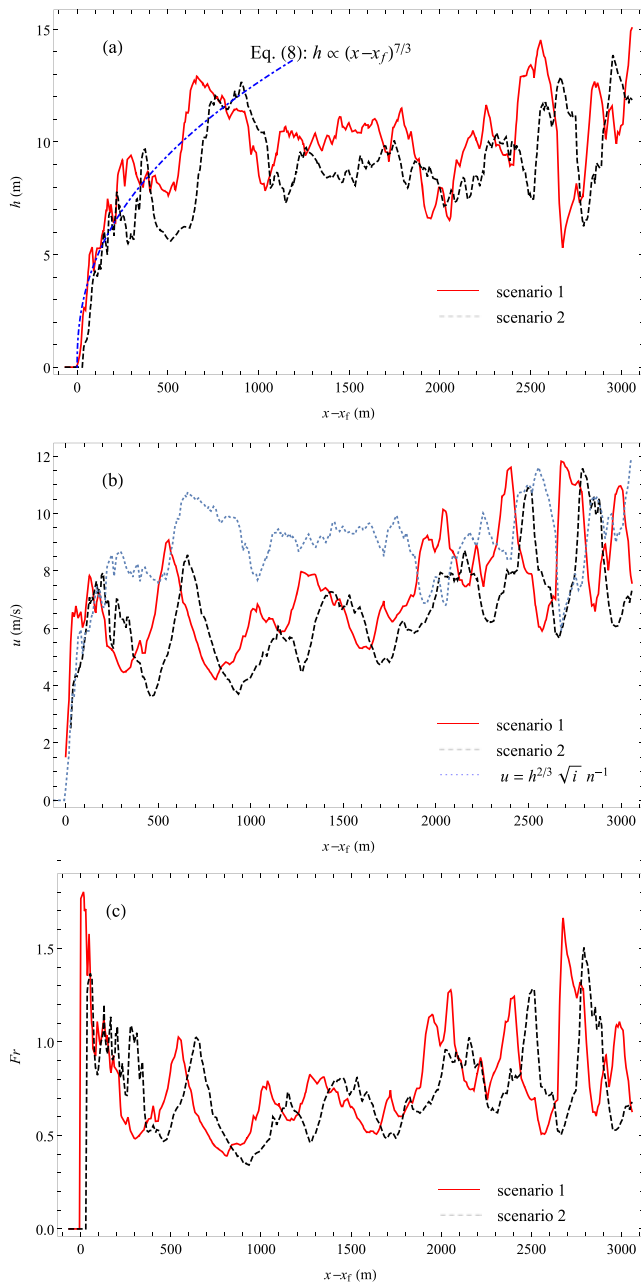 (a)
Eq. (8): h ∝ (x−x_f)^{7/3}
15
10
5
0
h (m)
scenario 1
scenario 2
0 500 1000 1500 2000 2500 3000
x−x_f (m)
(b)
12
10
8
6
4
2
0
u (m/s)
scenario 1
scenario 2
u = h^{2/3} √i n^{-1}
0 500 1000 1500 2000 2500 3000
x−x_f (m)
(c)
1.5
1.0
0.5
0.0
Fr
scenario 1
scenario 2
0 500 1000 1500 2000 2500 3000
x−x_f (m)